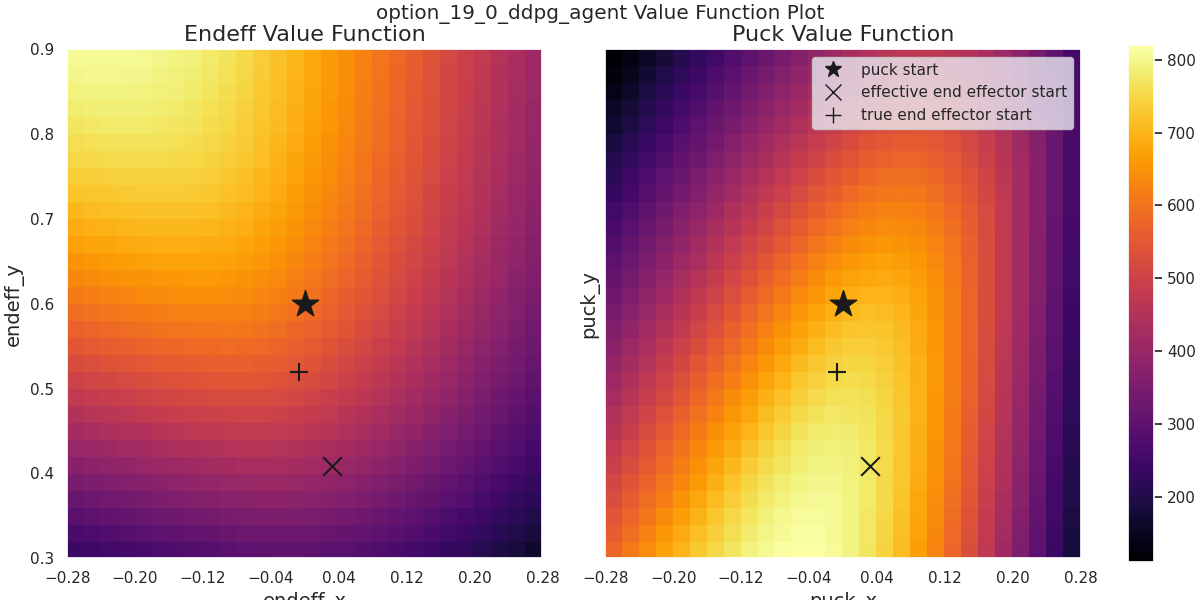 option_19_0_ddpg_agent Value Function Plot
Endeff Value Function
Puck Value Function
puck start
effective end effector start
true end effector start
endeff_y
0.9
0.8
0.7
0.6
0.5
0.4
0.3
−0.28 −0.20 −0.12 −0.04 0.04 0.12 0.20 0.28
endeff_x
puck_y
−0.28 −0.20 −0.12 −0.04 0.04 0.12 0.20 0.28
puck_x
800
700
600
500
400
300
200